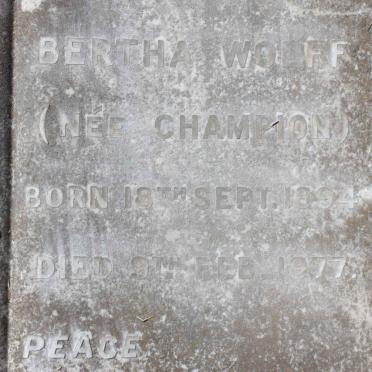 BERTHA WOLFF
(NÉE CHAMPION)
BORN 18TH SEPT. 1894
DIED 9TH FEB. 1977
PEACE